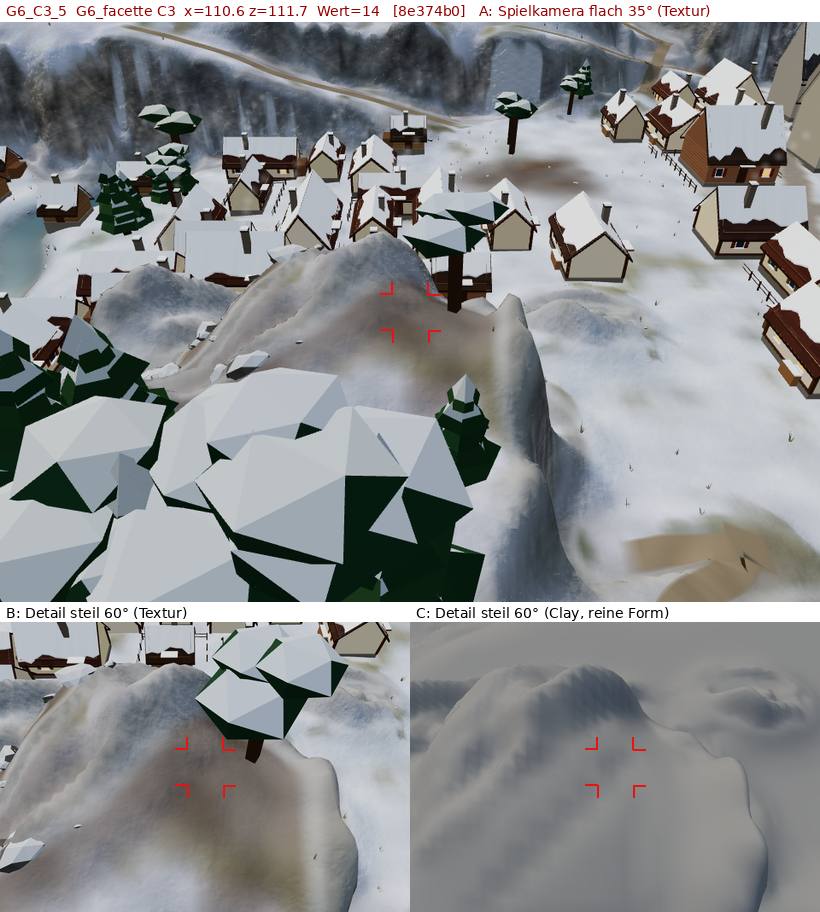 G6_C3_5 G6_facette C3 x=110.6 z=111.7 Wert=14 [8e374b0] A: Spielkamera flach 35° (Textur)
B: Detail steil 60° (Textur)
C: Detail steil 60° (Clay, reine Form)